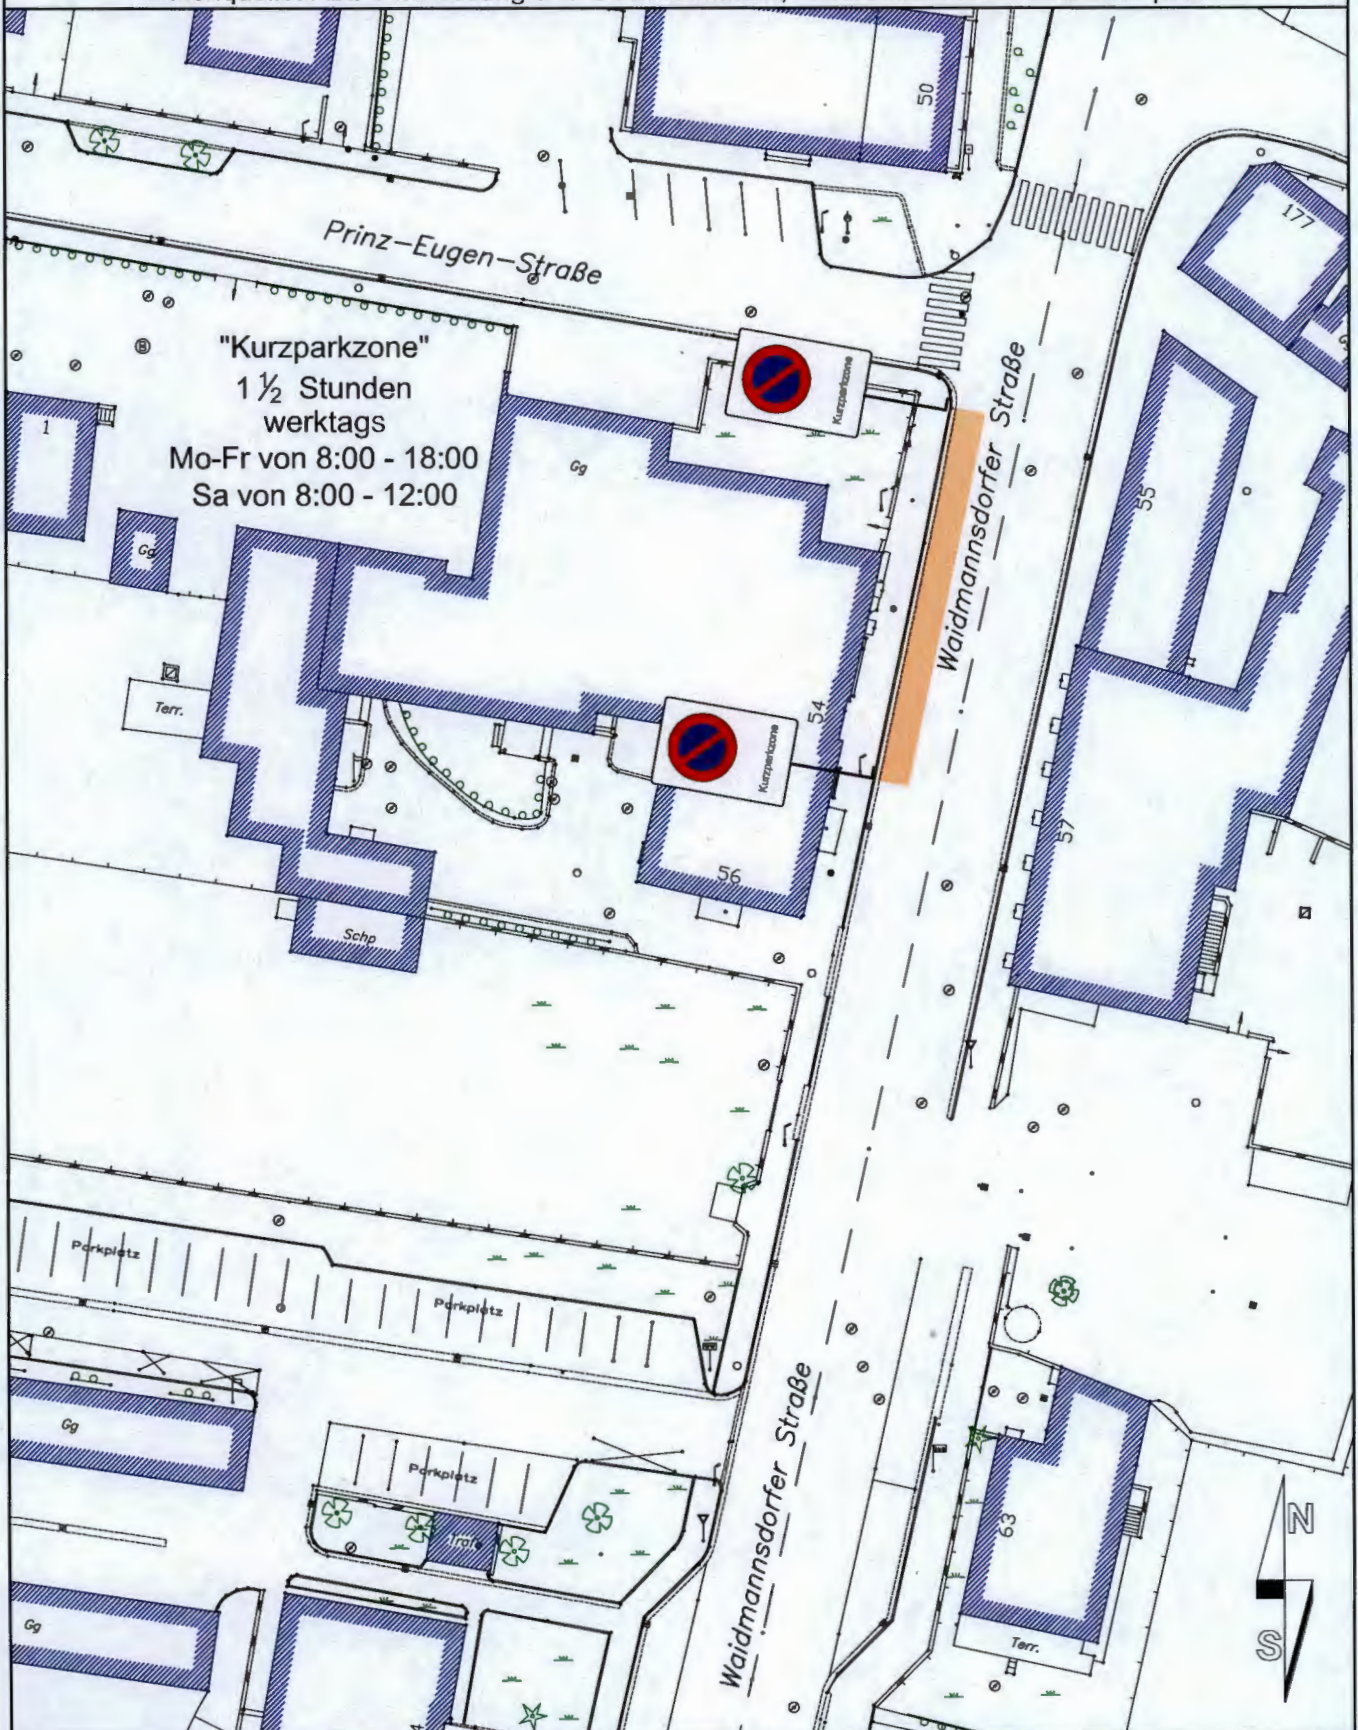 50
177
Prinz-Eugen-Straße
"Kurzparkzone"
1 ½ Stunden
werktags
Mo-Fr von 8:00 - 18:00
Sa von 8:00 - 12:00
Kurzparkzone
Waidmannsdorfer Straße
1
B
Gg
Gg
55
Terr.
54
Kurzparkzone
57
56
Schp
Parkplatz
Parkplatz
Gg
Parkplatz
Waidmannsdorfer Straße
Trafo
63
N
S
Gg
Terr.